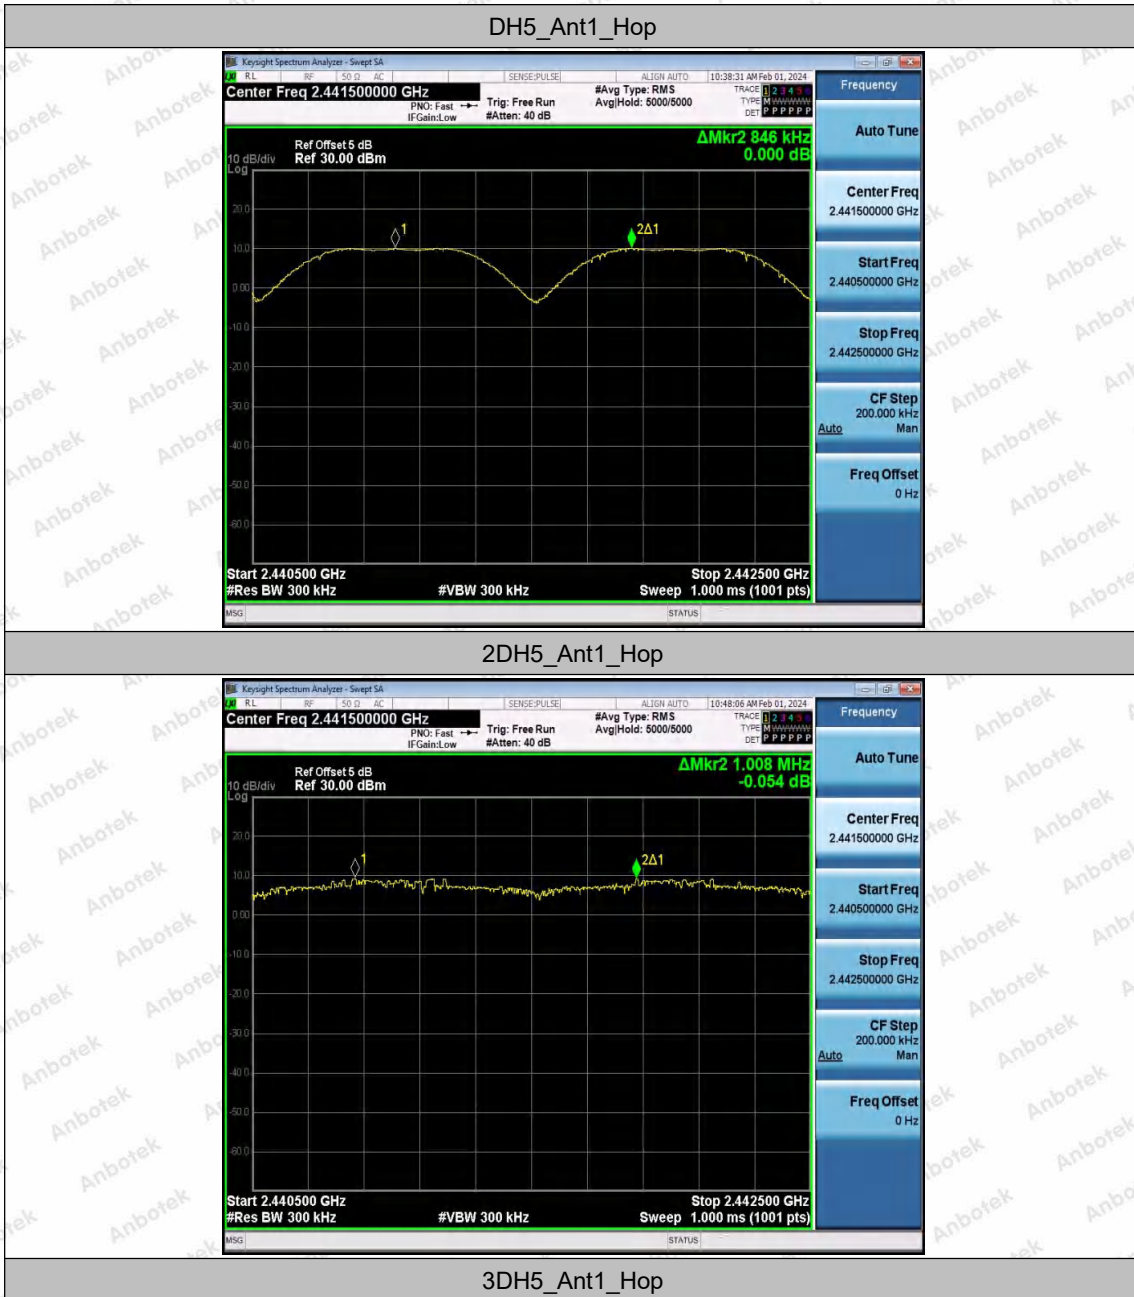 DH5_Ant1_Hop
Keysight Spectrum Analyzer - Swept SA
RL RF 50 Ω AC SENSE:PULSE ALIGN AUTO 10:38:31 AM Feb 01, 2024
Center Freq 2.441500000 GHz
PNO: Fast
IFGain:Low
Trig: Free Run
#Atten: 40 dB
#Avg Type: RMS
Avg|Hold: 5000/5000
TRACE 1 2 3 4 5 6
TYPE M W W W W W
DET P P P P P P
ΔMkr2 846 kHz
0.000 dB
Ref Offset 5 dB
10 dB/div Ref 30.00 dBm
Log
20.0
10.0
0.00
-10.0
-20.0
-30.0
-40.0
-50.0
-60.0
1
2Δ1
Start 2.440500 GHz Stop 2.442500 GHz
#Res BW 300 kHz #VBW 300 kHz Sweep 1.000 ms (1001 pts)
MSG STATUS
Frequency
Auto Tune
Center Freq
2.441500000 GHz
Start Freq
2.440500000 GHz
Stop Freq
2.442500000 GHz
CF Step
200.000 kHz
Auto Man
Freq Offset
0 Hz
2DH5_Ant1_Hop
Keysight Spectrum Analyzer - Swept SA
RL RF 50 Ω AC SENSE:PULSE ALIGN AUTO 10:48:06 AM Feb 01, 2024
Center Freq 2.441500000 GHz
PNO: Fast
IFGain:Low
Trig: Free Run
#Atten: 40 dB
#Avg Type: RMS
Avg|Hold: 5000/5000
TRACE 1 2 3 4 5 6
TYPE M W W W W W
DET P P P P P P
ΔMkr2 1.008 MHz
-0.054 dB
Ref Offset 5 dB
10 dB/div Ref 30.00 dBm
Log
20.0
10.0
0.00
-10.0
-20.0
-30.0
-40.0
-50.0
-60.0
1
2Δ1
Start 2.440500 GHz Stop 2.442500 GHz
#Res BW 300 kHz #VBW 300 kHz Sweep 1.000 ms (1001 pts)
MSG STATUS
Frequency
Auto Tune
Center Freq
2.441500000 GHz
Start Freq
2.440500000 GHz
Stop Freq
2.442500000 GHz
CF Step
200.000 kHz
Auto Man
Freq Offset
0 Hz
3DH5_Ant1_Hop
Anbotek